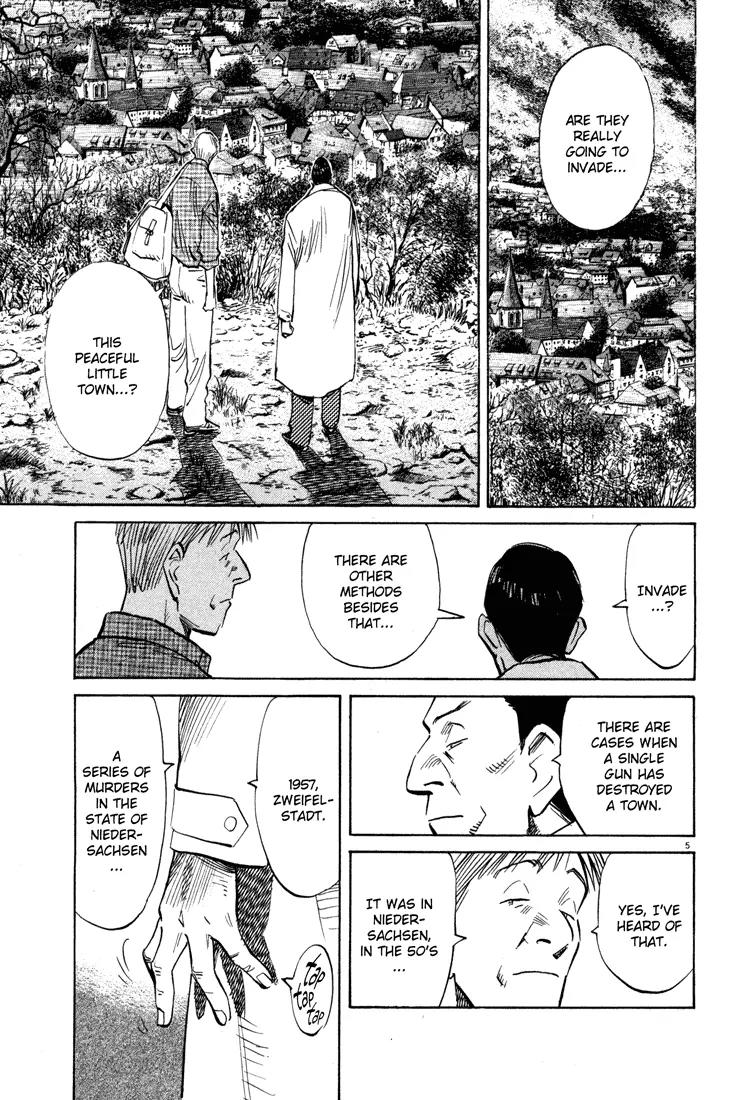 ARE THEY
REALLY
GOING TO
INVADE...
THIS
PEACEFUL
LITTLE
TOWN...?
INVADE
...?
THERE ARE
OTHER
METHODS
BESIDES
THAT...
THERE ARE
CASES WHEN
A SINGLE
GUN HAS
DESTROYED
A TOWN.
5
YES, I'VE
HEARD OF
THAT.
IT WAS IN
NIEDER-
SACHSEN,
IN THE 50'S
...
1957,
ZWEIFEL-
STADT.
A
SERIES OF
MURDERS
IN THE
STATE OF
NIEDER-
SACHSEN
...
tap
tap
tap